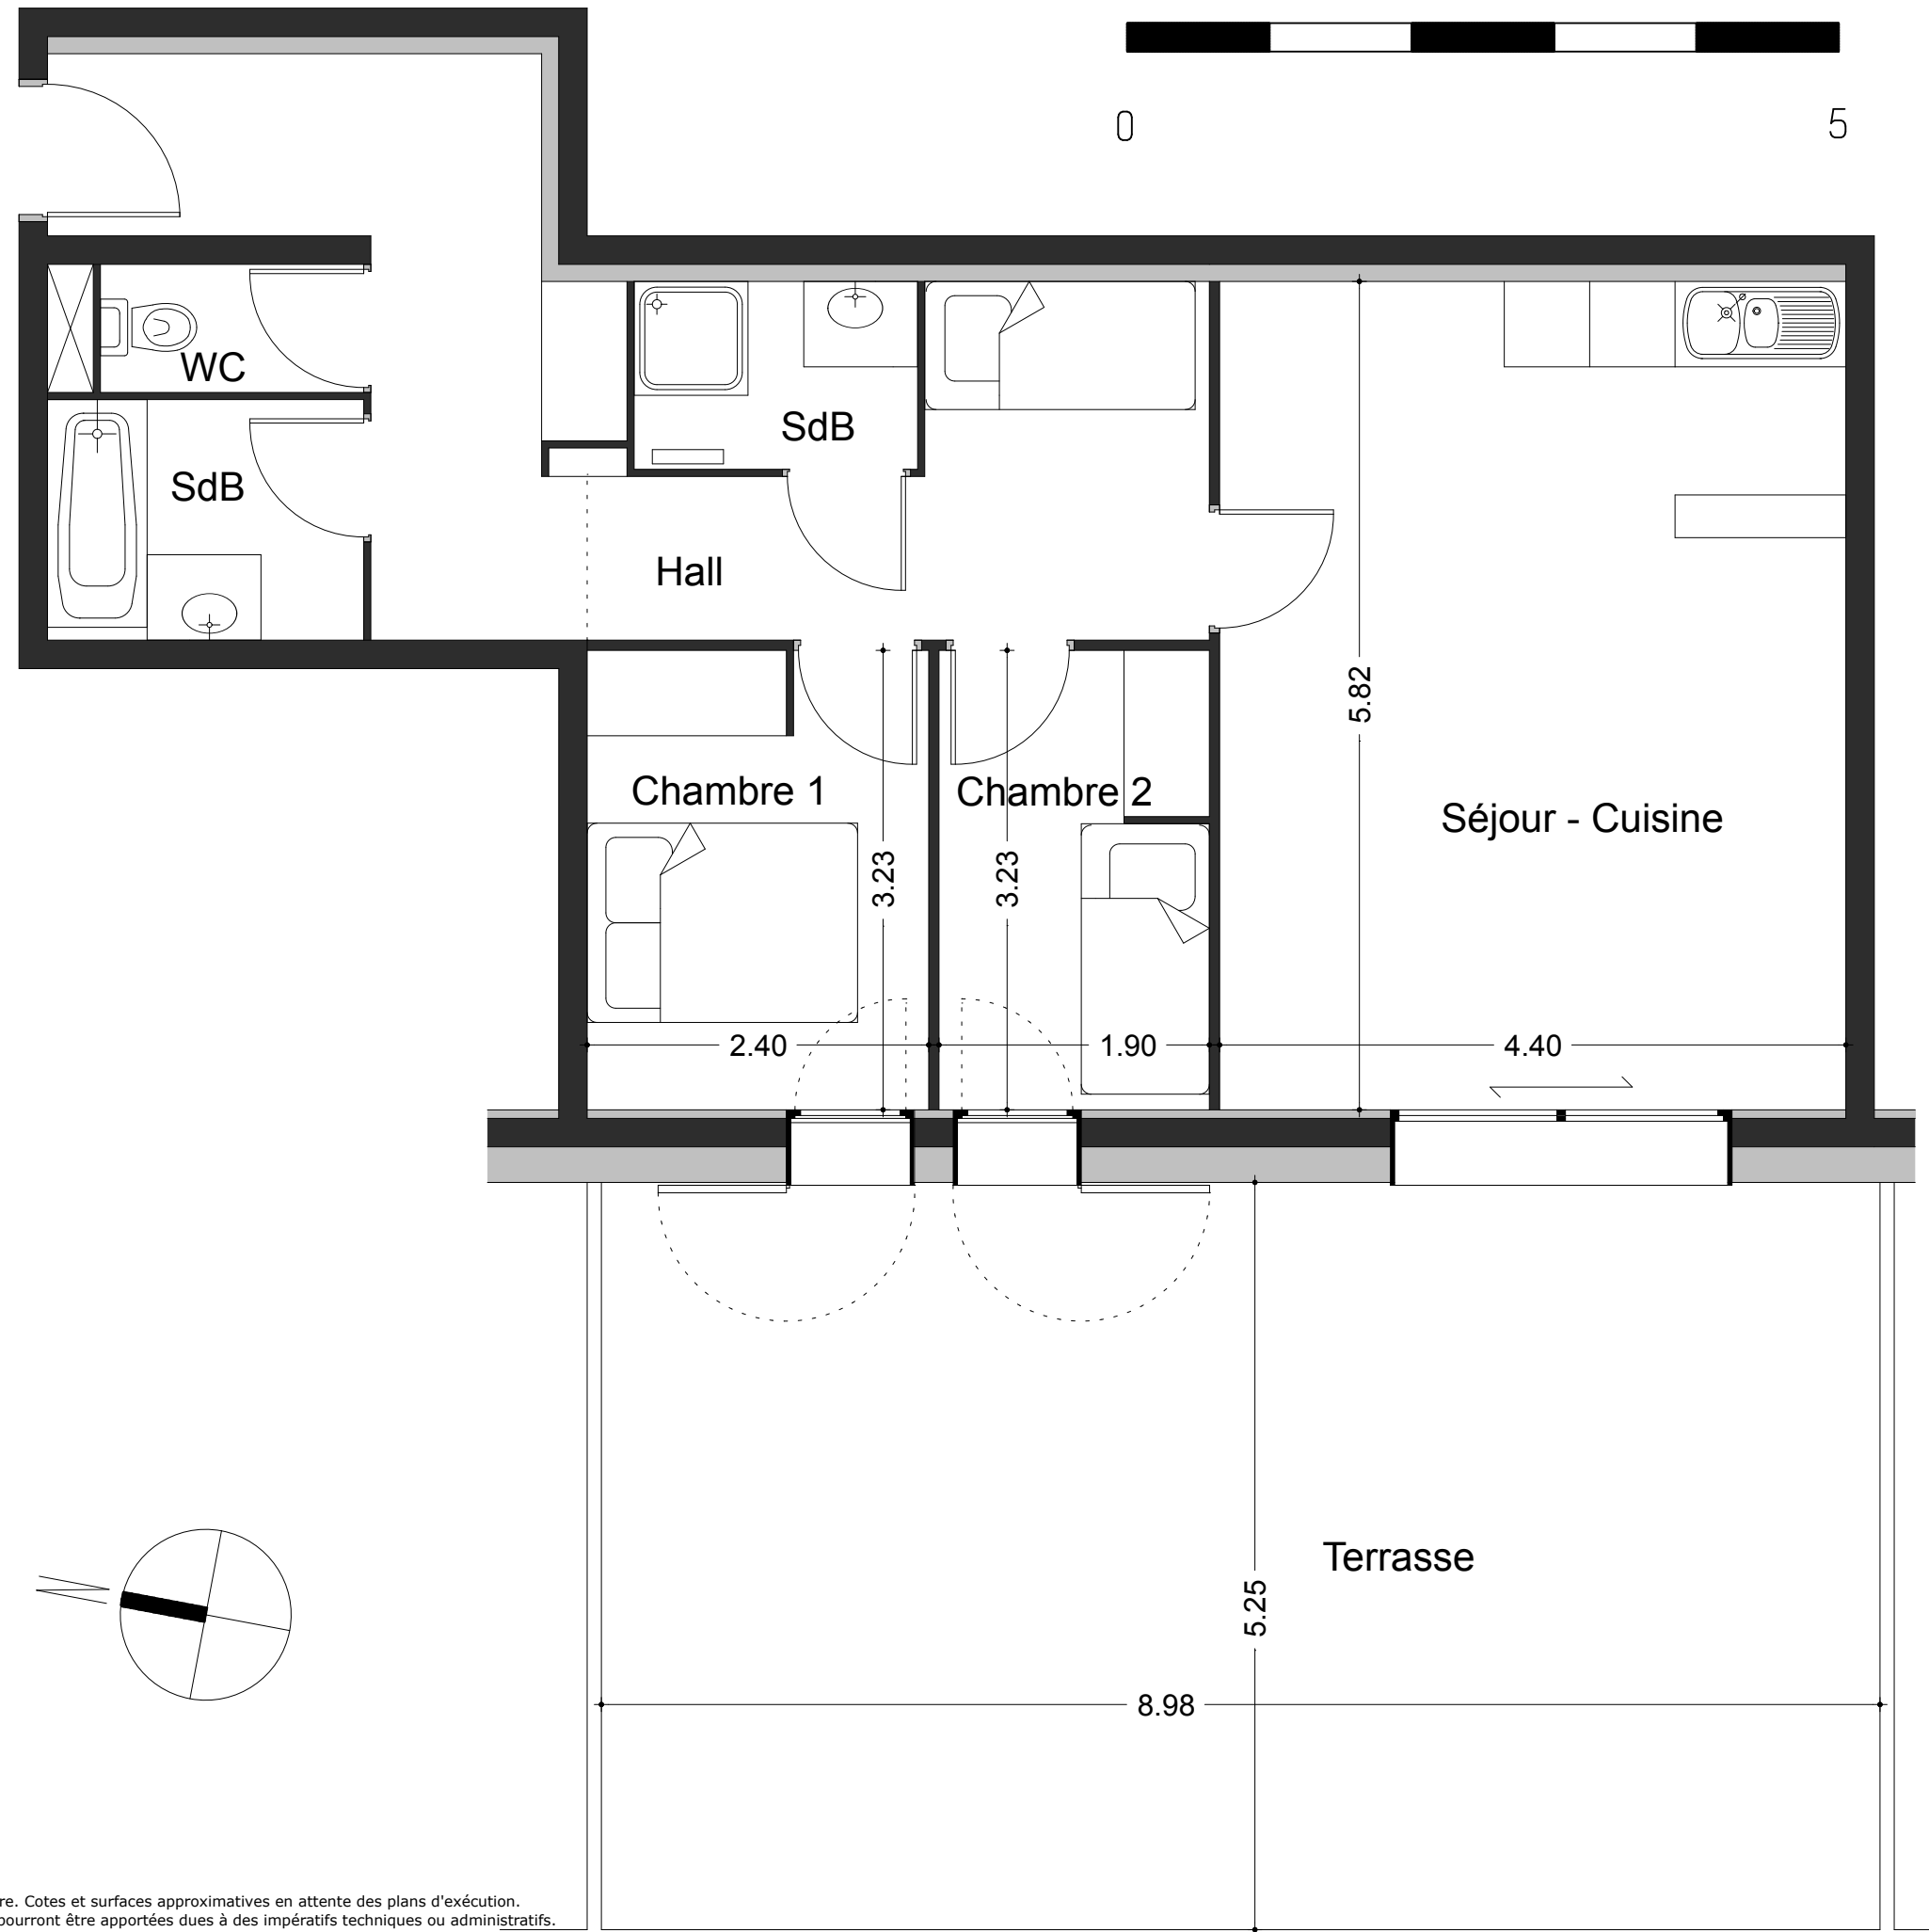 0
5
WC
SdB
SdB
Hall
5.82
Chambre 1
Chambre 2
Séjour - Cuisine
3.23
3.23
2.40
1.90
4.40
Terrasse
5.25
8.98
re. Cotes et surfaces approximatives en attente des plans d'exécution.
pourront être apportées dues à des impératifs techniques ou administratifs.